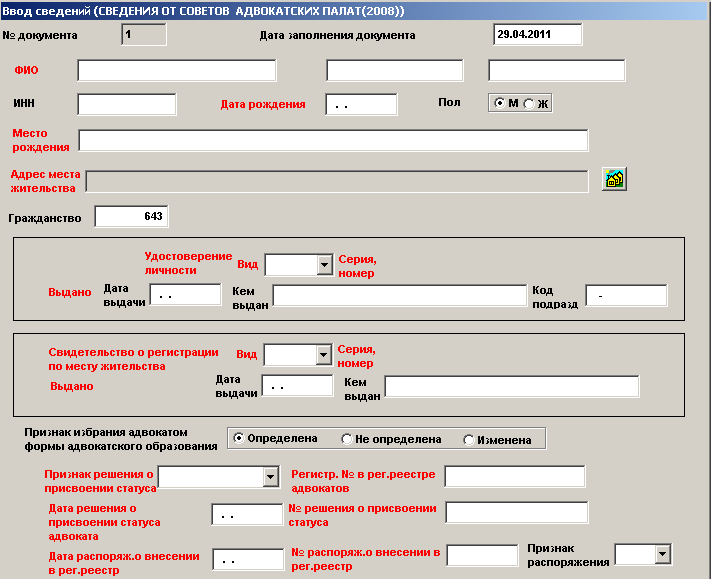 Ввод сведений (СВЕДЕНИЯ ОТ СОВЕТОВ АДВОКАТСКИХ ПАЛАТ(2008))
№ документа 1 Дата заполнения документа 29.04.2011
ФИО
ИНН Дата рождения . . Пол М Ж
Место
рождения
Адрес места
жительства
Гражданство 643
Удостоверение
личности
Вид
Серия,
номер
Выдано
Дата
выдачи
. .
Кем
выдан
Код
подразд
-
Свидетельство о регистрации
по месту жительства
Вид
Серия,
номер
Выдано
Дата
выдачи
. .
Кем
выдан
Признак избрания адвокатом
формы адвокатского образования
Определена Не определена Изменена
Признак решения о
присвоении статуса
Регистр. № в рег.реестре
адвокатов
Дата решения о
присвоении статуса
адвоката
. .
№ решения о присвоении
статуса
Дата распоряж.о внесении
в рег.реестр
. .
№ распоряж.о внесении в
рег.реестр
Признак
распоряжения